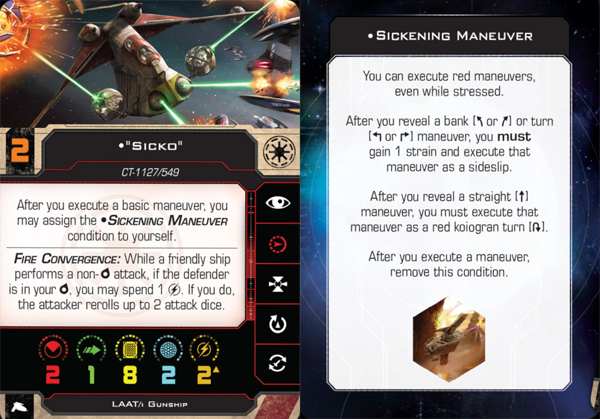 2
•"Sicko"
CT-1127/549
After you execute a basic maneuver, you
may assign the •Sickening Maneuver
condition to yourself.
Fire Convergence: While a friendly ship
performs a non- attack, if the defender
is in your , you may spend 1 . If you do,
the attacker rerolls up to 2 attack dice.
2 1 8 2 2
LAAT/i Gunship
•Sickening Maneuver
You can execute red maneuvers,
even while stressed.
After you reveal a bank [↰ or ↱] or turn
[↰ or ↱] maneuver, you must
gain 1 strain and execute that
maneuver as a sideslip.
After you reveal a straight [↑]
maneuver, you must execute that
maneuver as a red koiogran turn [].
After you execute a maneuver,
remove this condition.